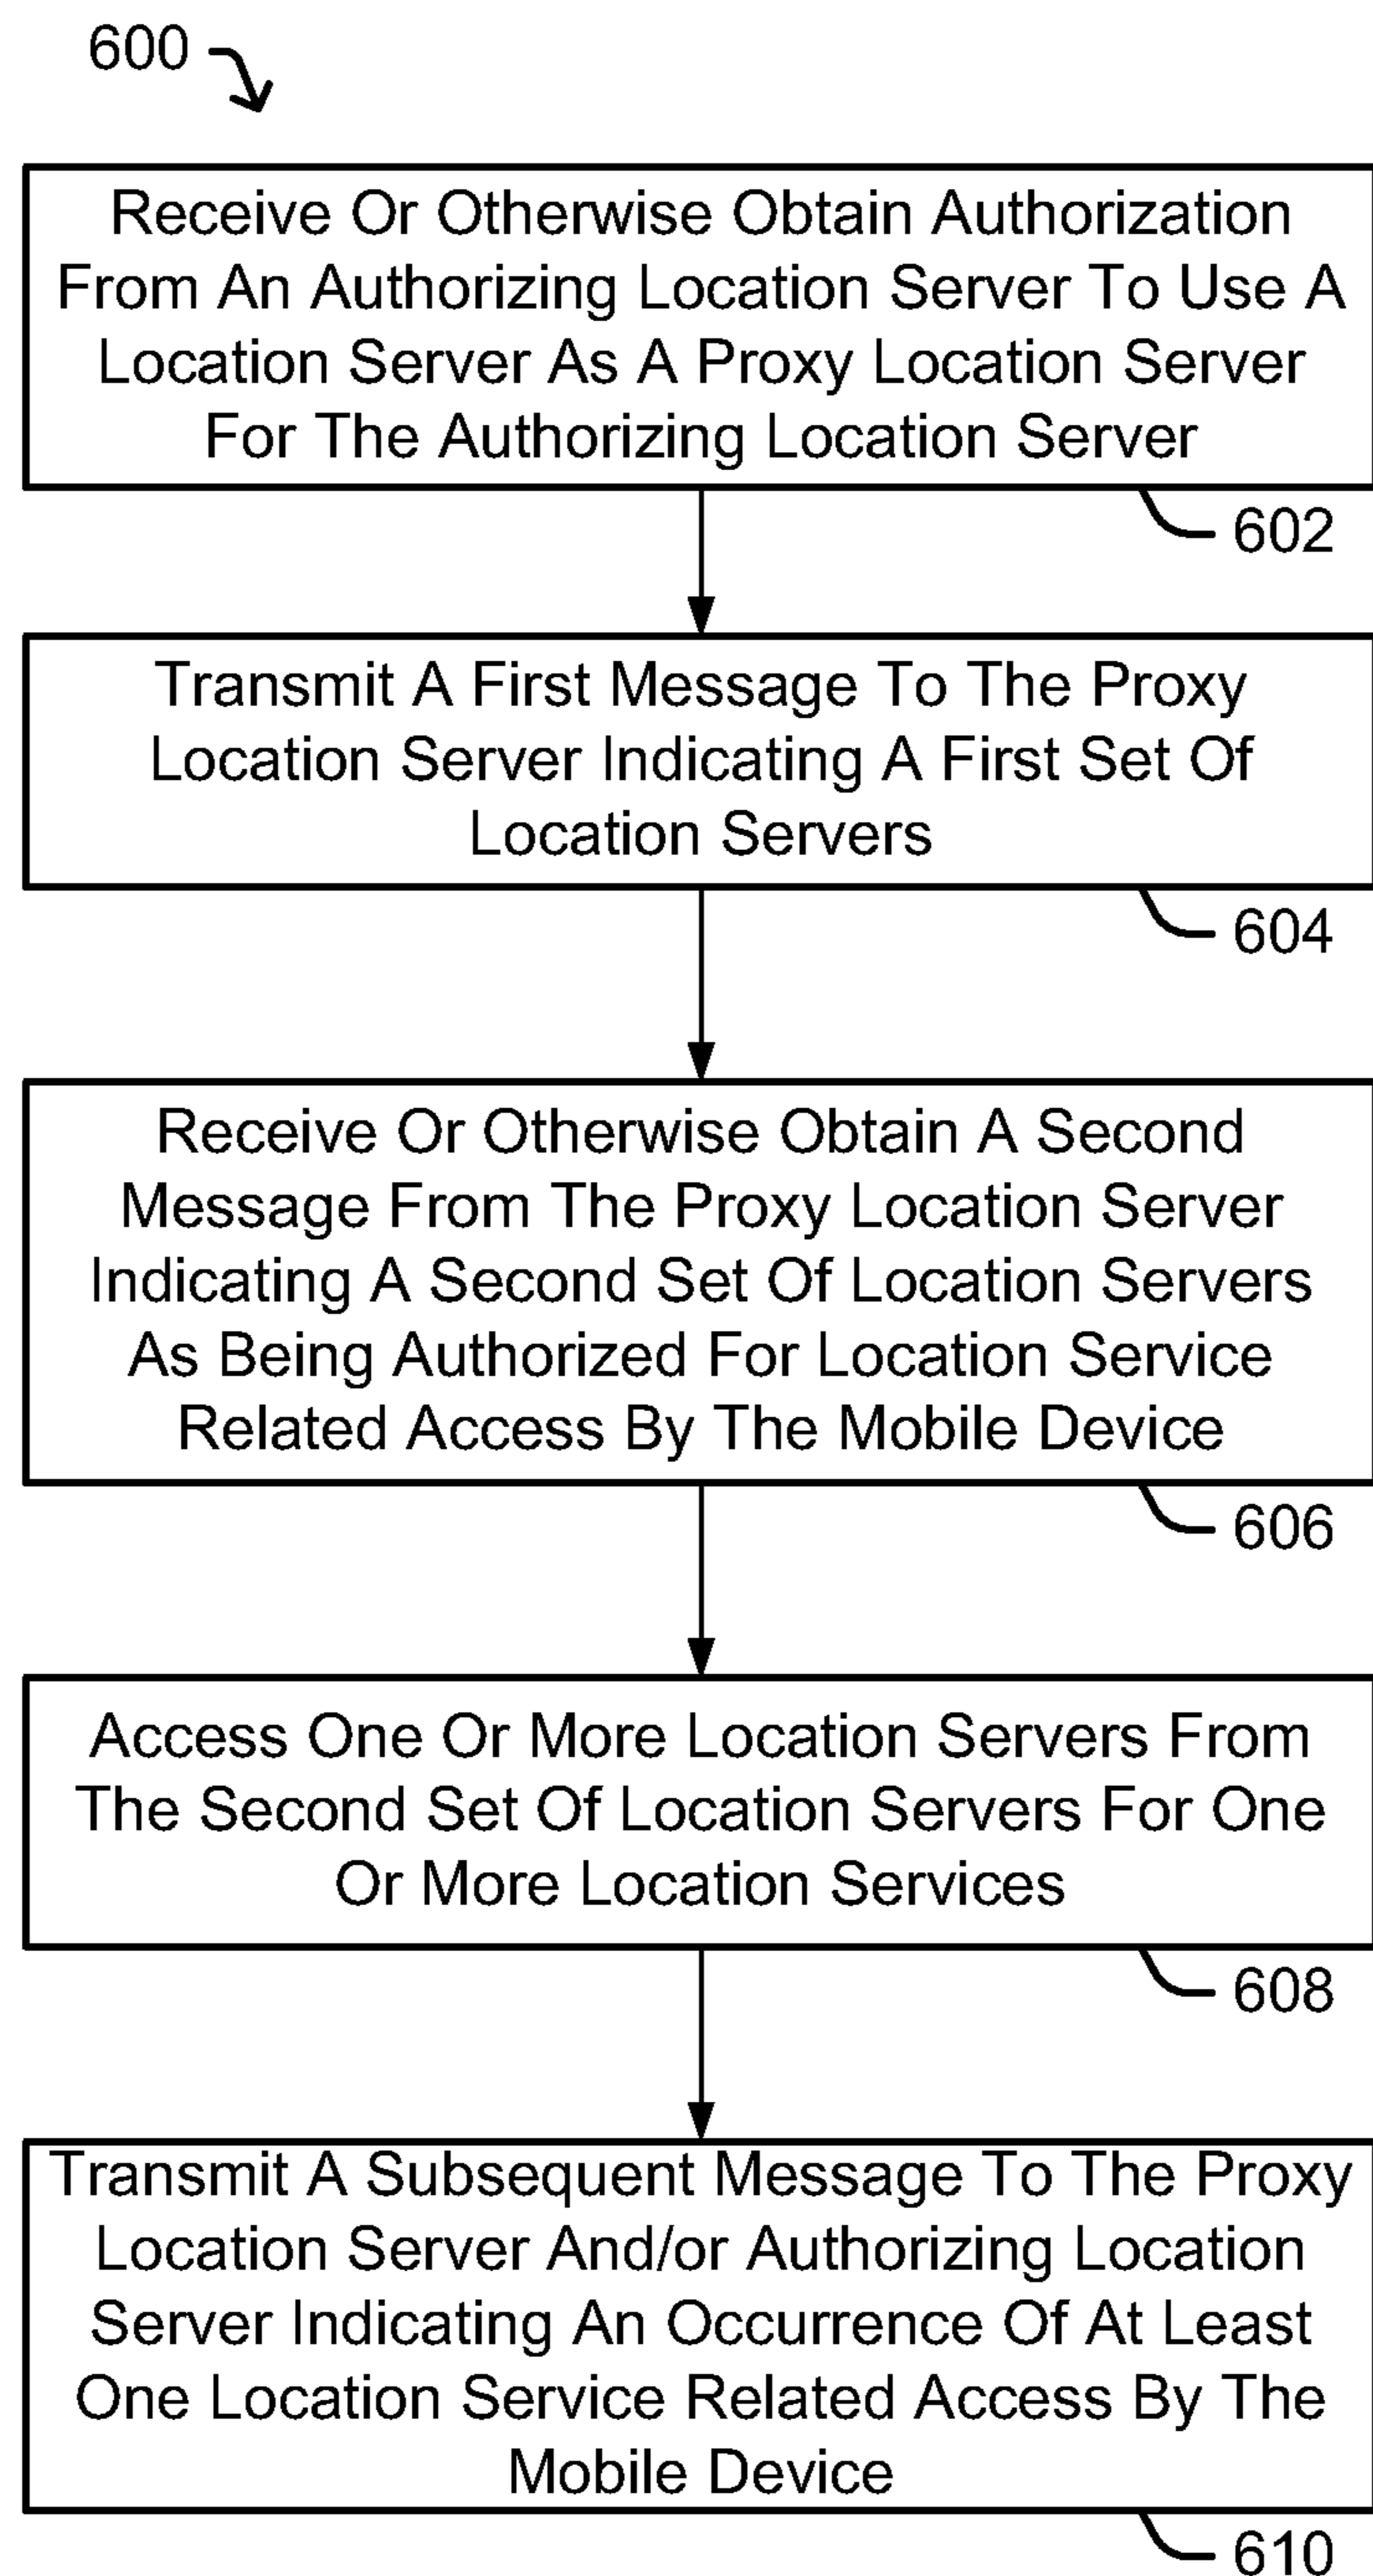 600
Receive Or Otherwise Obtain Authorization
From An Authorizing Location Server To Use A
Location Server As A Proxy Location Server
For The Authorizing Location Server
602
Transmit A First Message To The Proxy
Location Server Indicating A First Set Of
Location Servers
604
Receive Or Otherwise Obtain A Second
Message From The Proxy Location Server
Indicating A Second Set Of Location Servers
As Being Authorized For Location Service
Related Access By The Mobile Device
606
Access One Or More Location Servers From
The Second Set Of Location Servers For One
Or More Location Services
608
Transmit A Subsequent Message To The Proxy
Location Server And/or Authorizing Location
Server Indicating An Occurrence Of At Least
One Location Service Related Access By The
Mobile Device
610